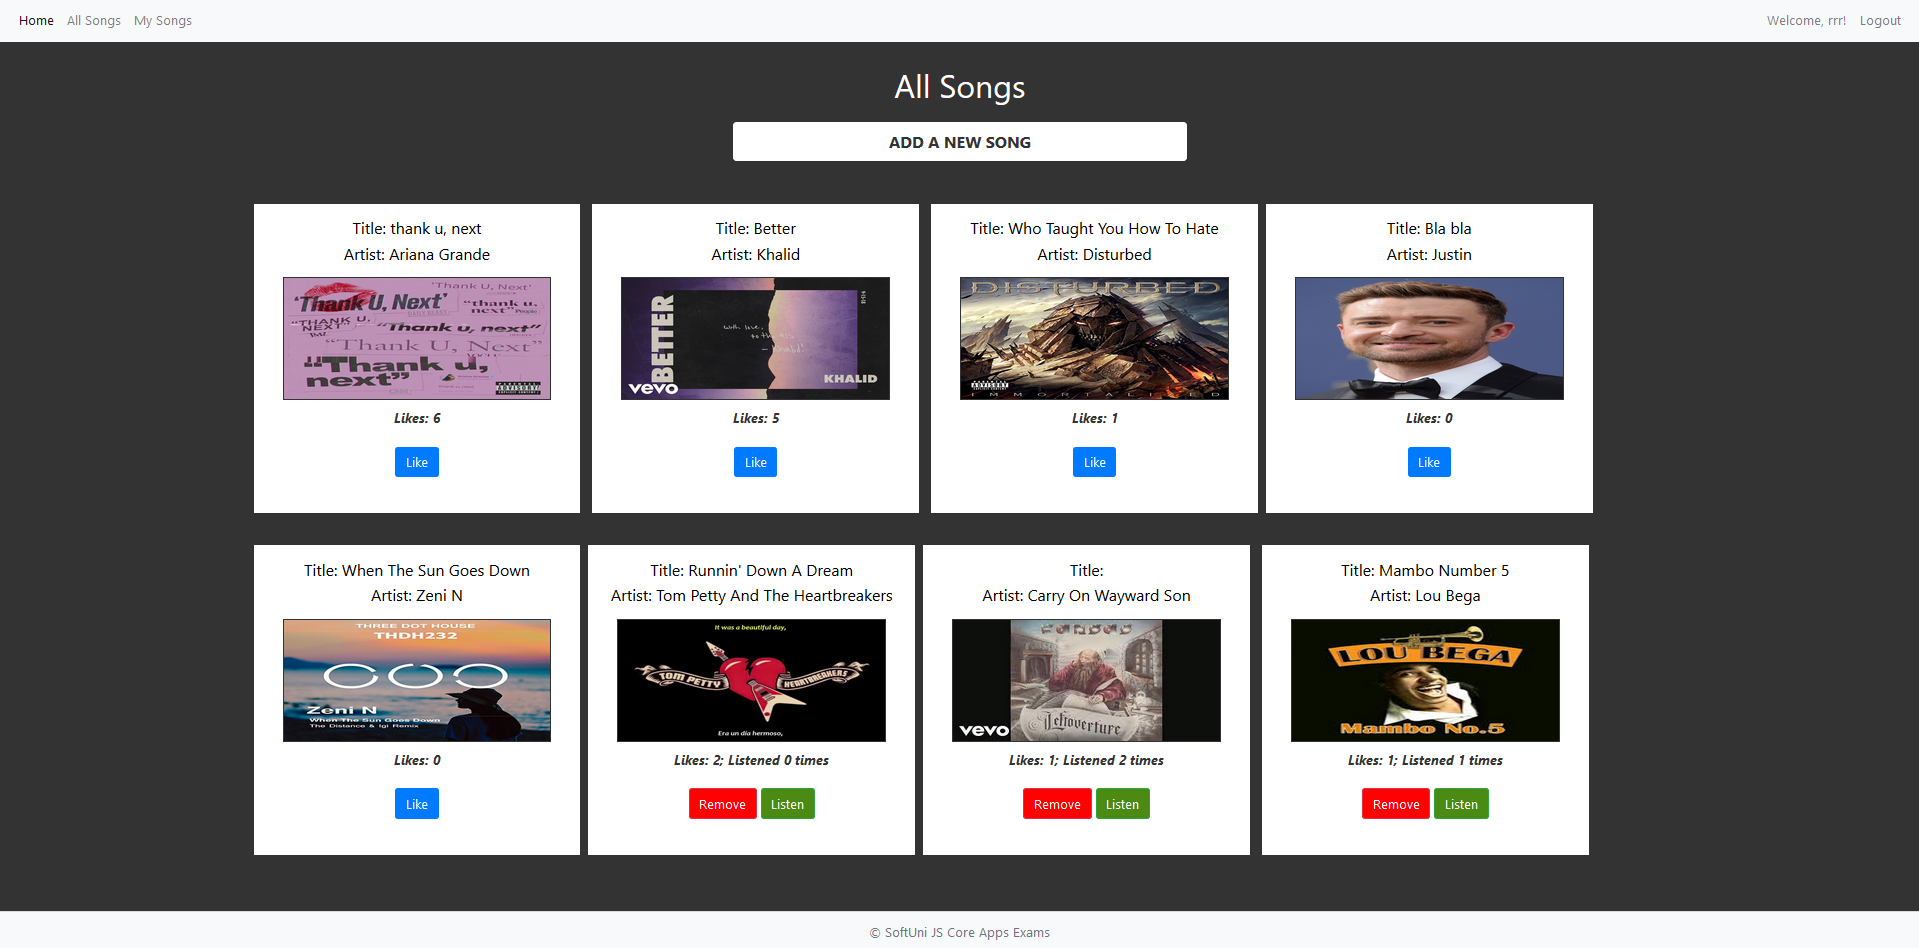 Home All Songs My Songs Welcome, rrr! Logout
All Songs
ADD A NEW SONG
Title: thank u, next
Artist: Ariana Grande
'Thank U, Next'
'Thank U, Next'
"thank u, next"
"THANK U, NEXT"
"Thank u, next"
"Thank U, Next"
"Thank u, next"
Likes: 6
Like
Title: Better
Artist: Khalid
BETTER
with love,
vevo
KHALID
Likes: 5
Like
Title: Who Taught You How To Hate
Artist: Disturbed
DISTURBED
IMMORTALIZED
Likes: 1
Like
Title: Bla bla
Artist: Justin
Likes: 0
Like
Title: When The Sun Goes Down
Artist: Zeni N
THREE DOT HOUSE
THDH232
Zeni N
When The Sun Goes Down
The Distance & Igi Remix
Likes: 0
Like
Title: Runnin' Down A Dream
Artist: Tom Petty And The Heartbreakers
It was a beautiful day,
TOM PETTY HEARTBREAKERS
Era un día hermoso,
Likes: 2; Listened 0 times
Remove Listen
Title:
Artist: Carry On Wayward Son
KANSAS
Leftoverture
vevo
Likes: 1; Listened 2 times
Remove Listen
Title: Mambo Number 5
Artist: Lou Bega
LOU BEGA
Mambo No.5
Likes: 1; Listened 1 times
Remove Listen
© SoftUni JS Core Apps Exams